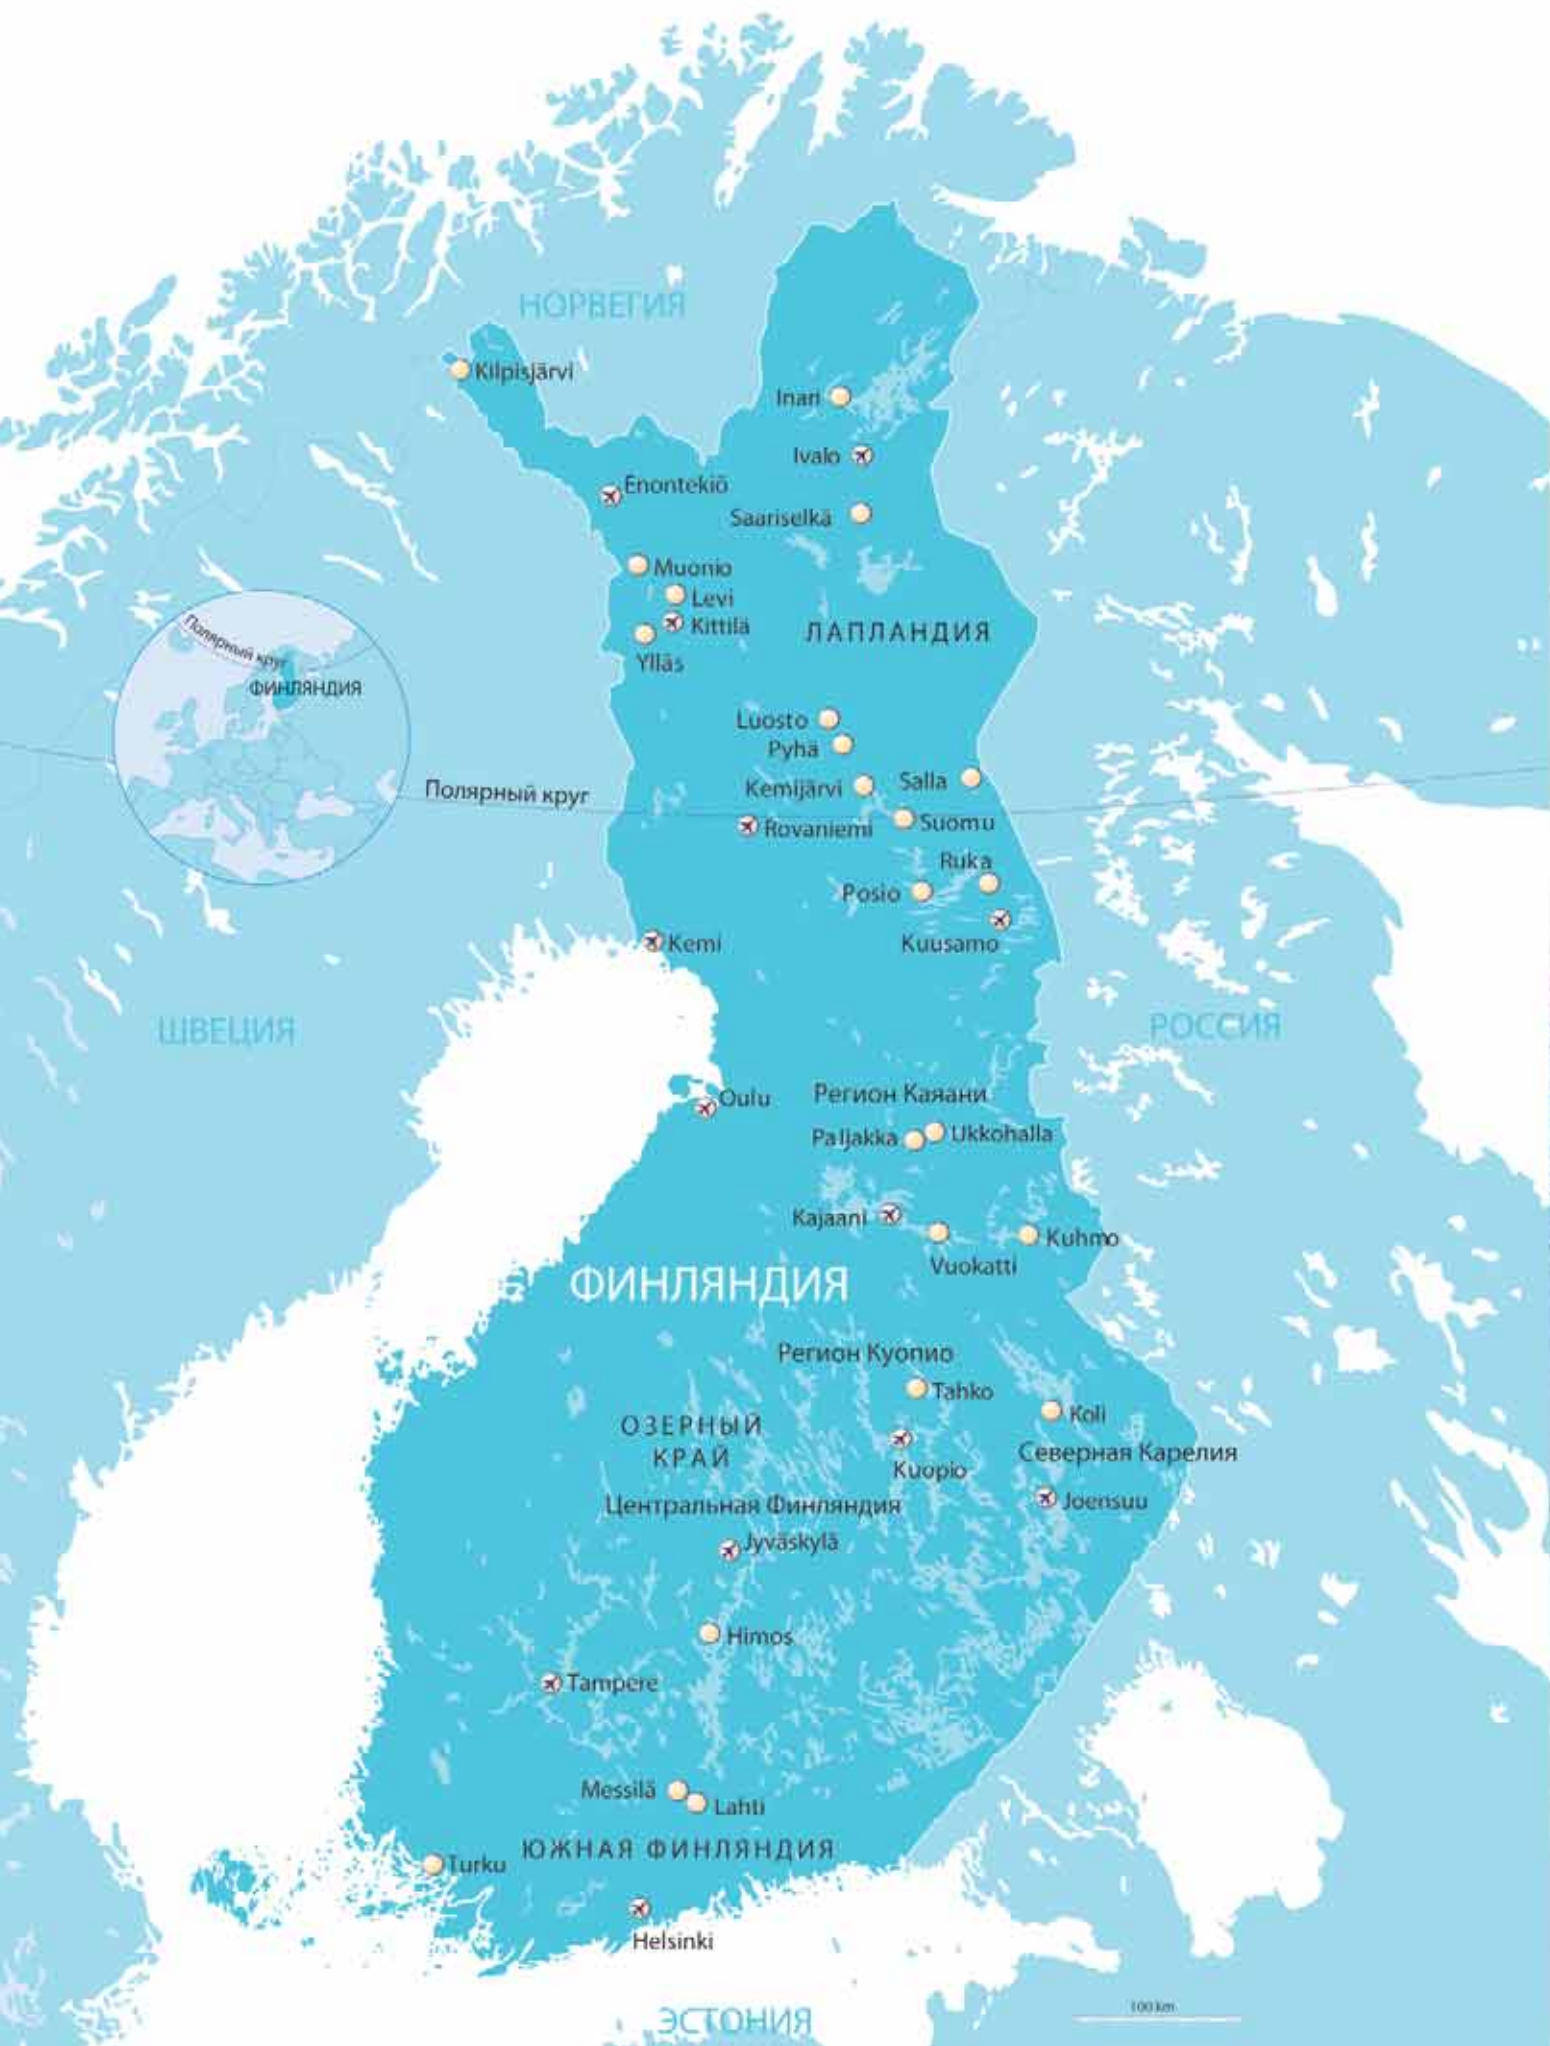 НОРВЕГИЯ
Kilpisjärvi
Inari
Ivalo
Enontekiö
Saariselkä
Muonio
Levi
Kittilä
ЛАПЛАНДИЯ
Ylläs
Полярный круг
ФИНЛЯНДИЯ
Luosto
Pyhä
Kemijärvi
Salla
Полярный круг
Rovaniemi
Suomu
Ruka
Posio
Kuusamo
Kemi
ШВЕЦИЯ
РОССИЯ
Oulu
Регион Каяани
Paljakka
Ukkohalla
Kajaani
Kuhmo
Vuokatti
ФИНЛЯНДИЯ
Регион Куопио
Tahko
Koli
ОЗЕРНЫЙ
КРАЙ
Северная Карелия
Kuopio
Центральная Финляндия
Joensuu
Jyväskylä
Himos
Tampere
Messilä
Lahti
ЮЖНАЯ ФИНЛЯНДИЯ
Turku
Helsinki
100 km
ЭСТОНИЯ